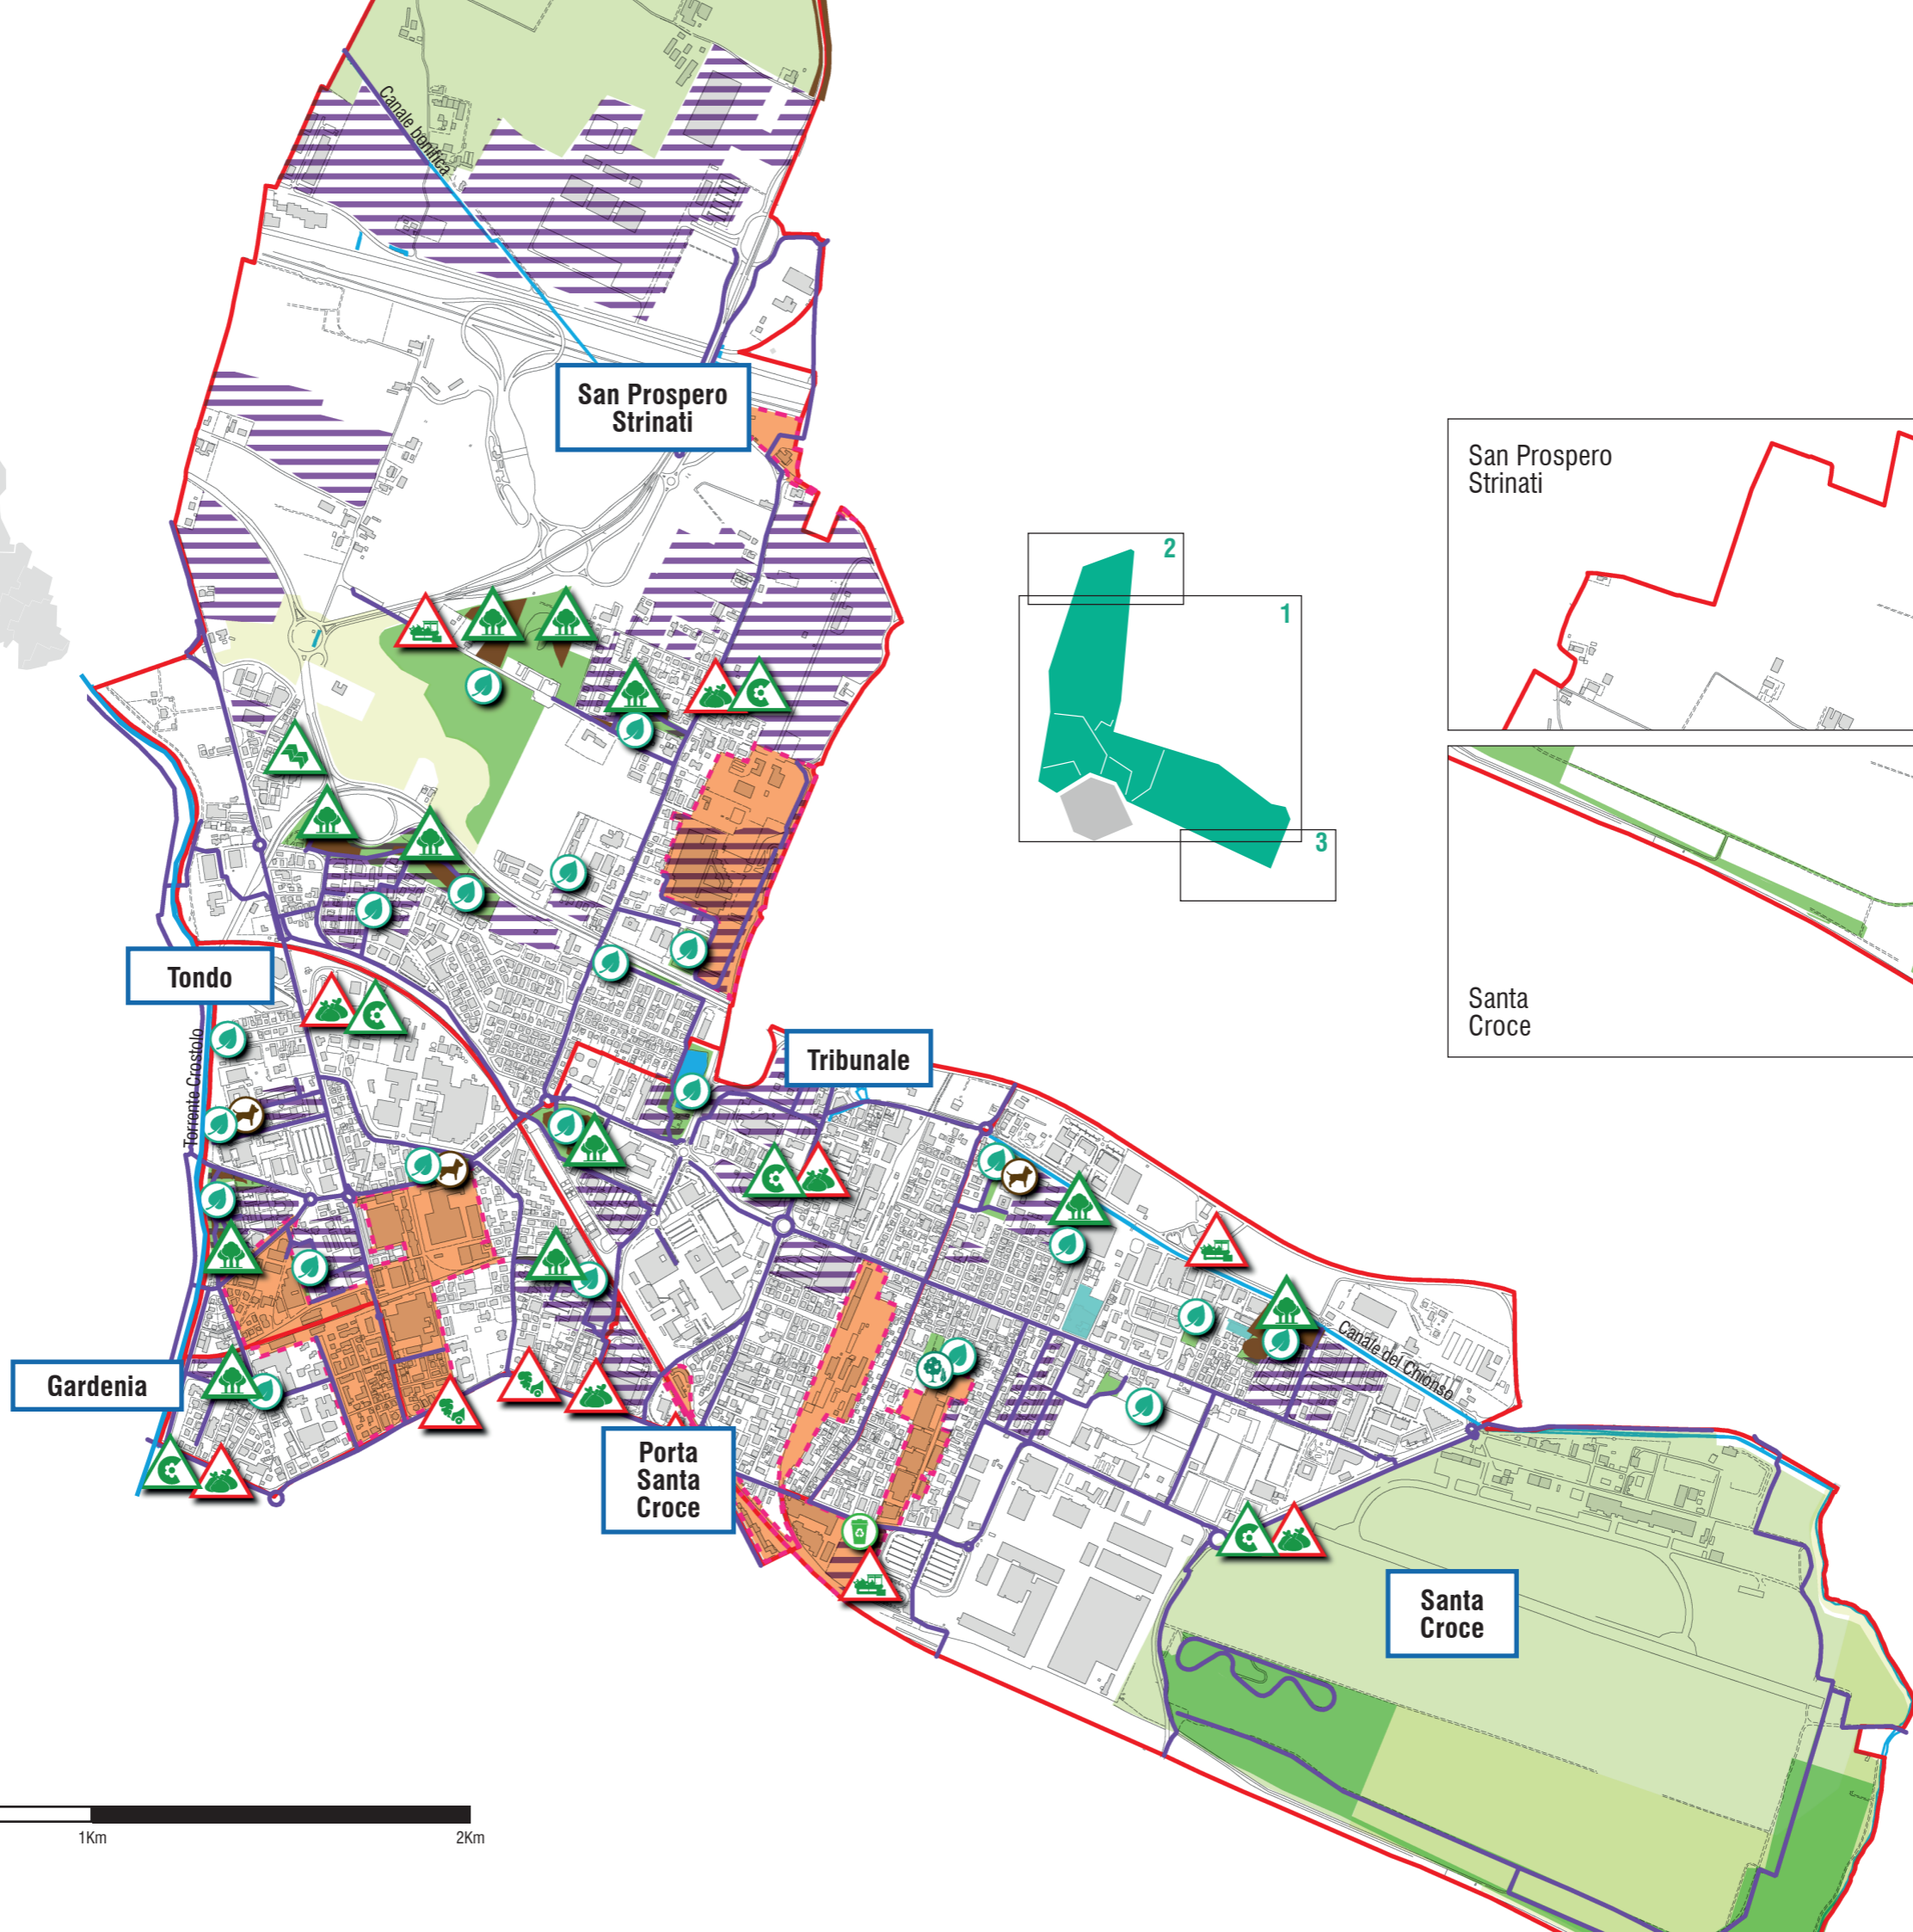 Canale bonifica
San Prospero
Strinati
San Prospero
Strinati
2
1
3
Santa
Croce
Tondo
Torrente Crostolo
Tribunale
Canale del Chionso
Gardenia
Porta
Santa
Croce
Santa
Croce
1Km
2Km